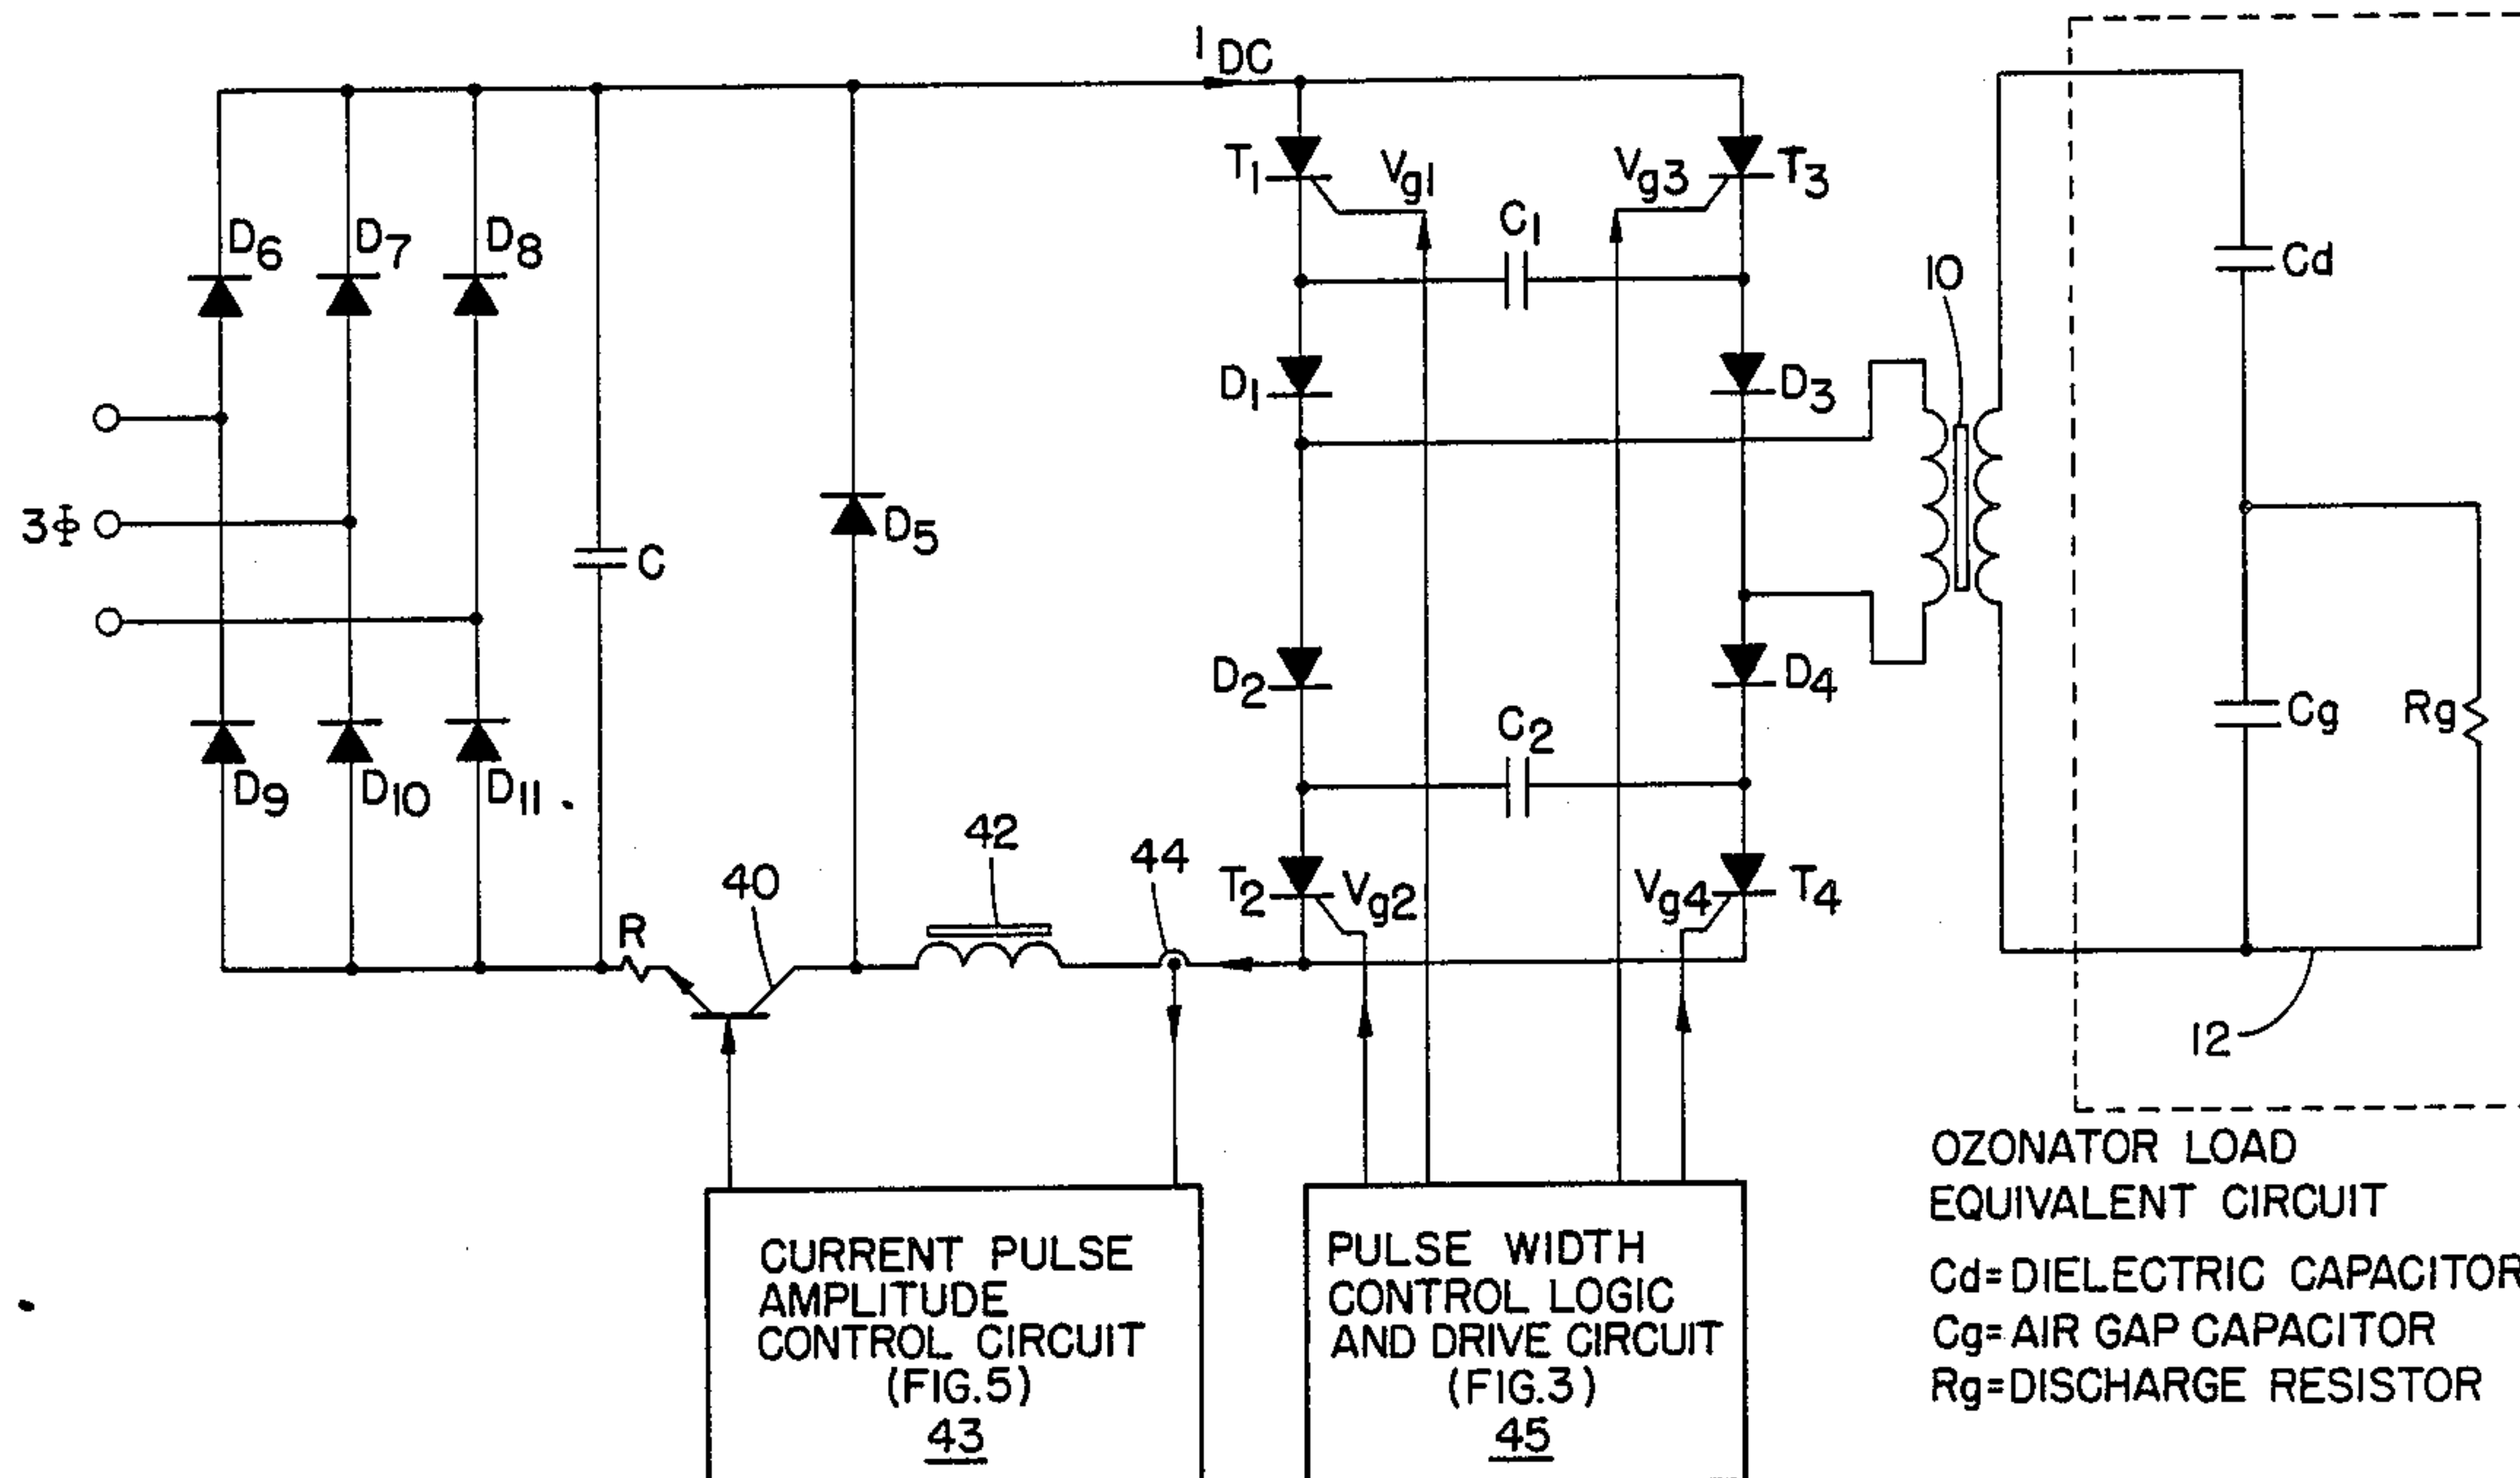 I DC
T1
Vg1
Vg3
T3
C1
D6
D7
D8
10
Cd
D1
D3
3Φ
C
D5
D2
D4
C2
Cg
Rg
D9
D10
D11
42
44
40
R
T2
Vg2
Vg4
T4
12
CURRENT PULSE
AMPLITUDE
CONTROL CIRCUIT
(FIG.5)
43
PULSE WIDTH
CONTROL LOGIC
AND DRIVE CIRCUIT
(FIG.3)
45
OZONATOR LOAD
EQUIVALENT CIRCUIT
Cd=DIELECTRIC CAPACITOR
Cg=AIR GAP CAPACITOR
Rg=DISCHARGE RESISTOR